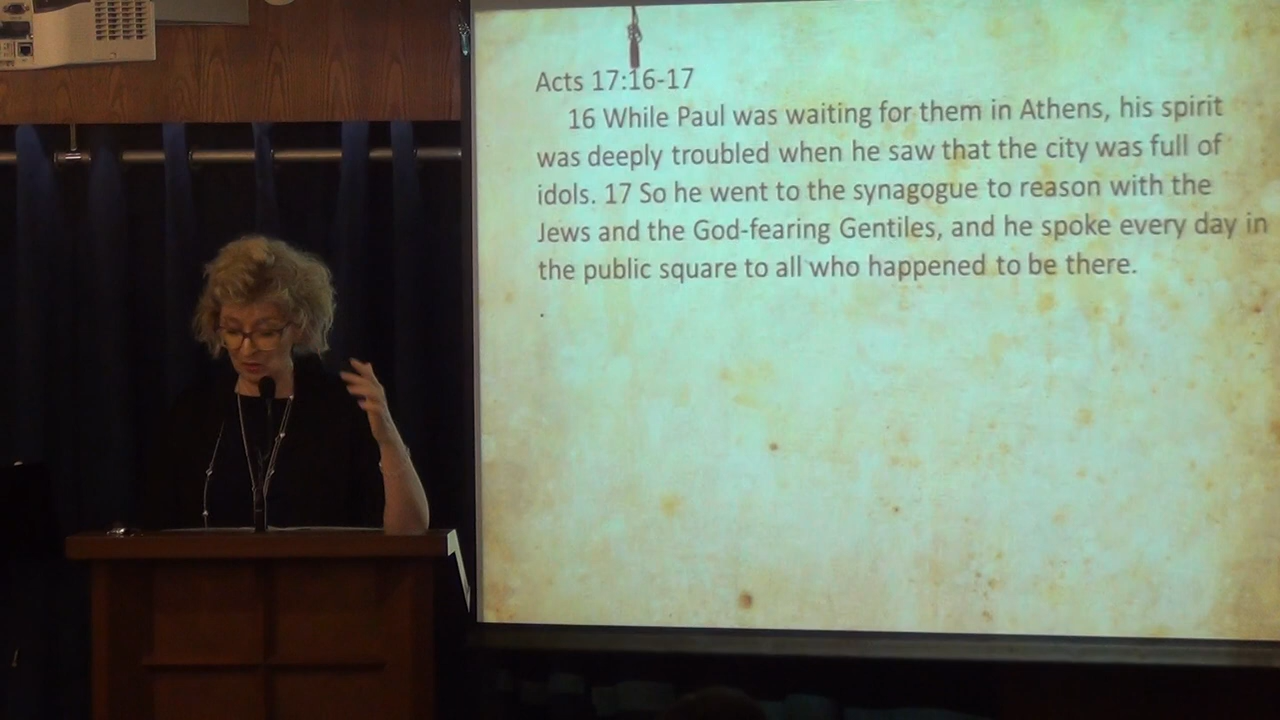 Acts 17:16-17
16 While Paul was waiting for them in Athens, his spirit
was deeply troubled when he saw that the city was full of
idols. 17 So he went to the synagogue to reason with the
Jews and the God-fearing Gentiles, and he spoke every day in
the public square to all who happened to be there.
.